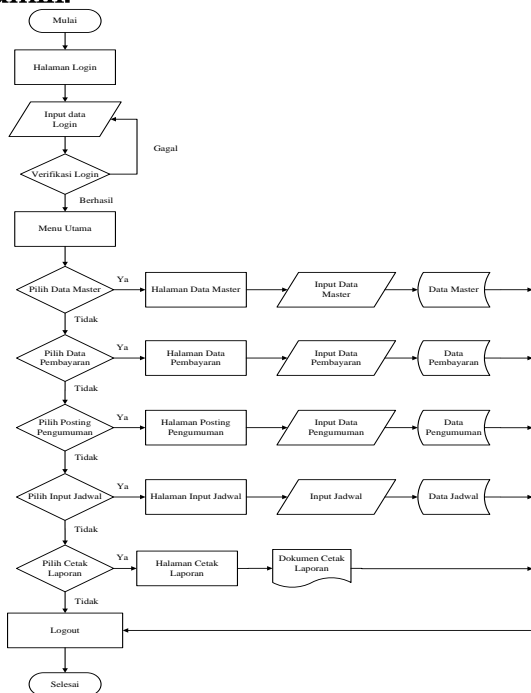 Mulai
Halaman Login
Input data
Login
Gagal
Verifikasi Login
Berhasil
Menu Utama
Pilih Data Master
Ya
Halaman Data Master
Input Data
Master
Data Master
Tidak
Pilih Data
Pembayaran
Ya
Halaman Data
Pembayaran
Input Data
Pembayaran
Data
Pembayaran
Tidak
Pilih Posting
Pengumuman
Ya
Halaman Posting
Pengumuman
Input Data
Pengumuman
Data
Pengumuman
Tidak
Pilih Input Jadwal
Ya
Halaman Input Jadwal
Input Jadwal
Data Jadwal
Tidak
Pilih Cetak
Laporan
Ya
Halaman Cetak
Laporan
Dokumen Cetak
Laporan
Tidak
Logout
Selesai